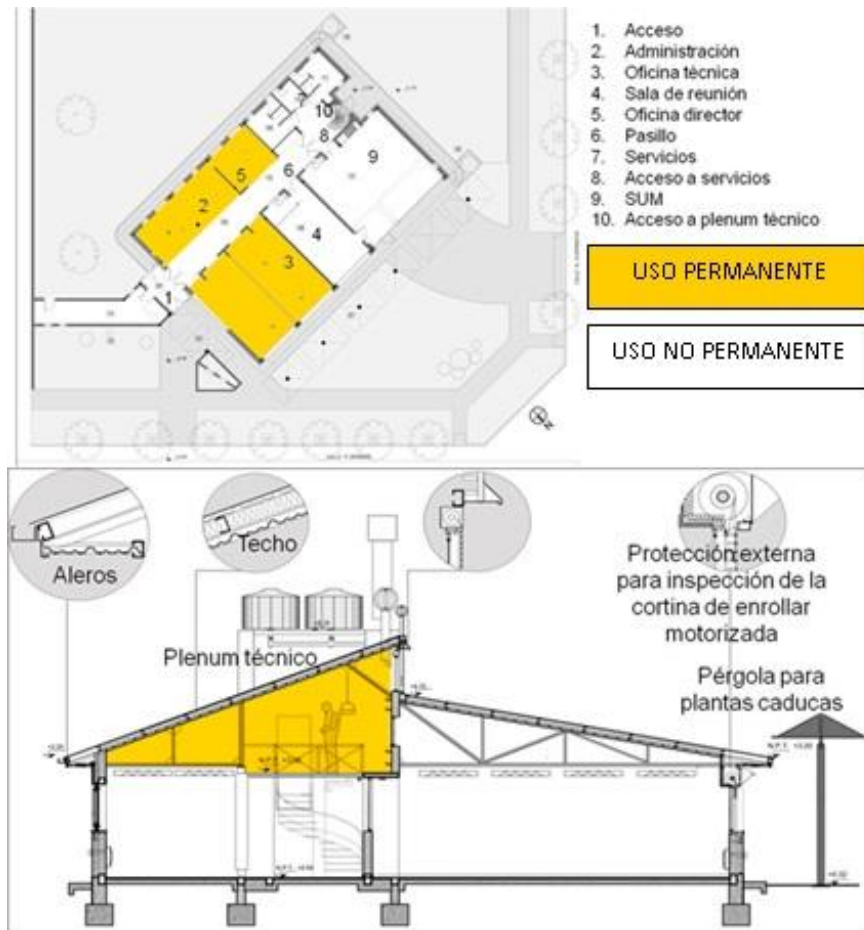 1. Acceso
2. Administración
3. Oficina técnica
4. Sala de reunión
5. Oficina director
6. Pasillo
7. Servicios
8. Acceso a servicios
9. SUM
10. Acceso a plenum técnico
USO PERMANENTE
USO NO PERMANENTE
10
8
9
6
5
2
4
3
1
N
Aleros
Techo
Protección externa
para inspección de la
cortina de enrollar
motorizada
Plenum técnico
Pérgola para
plantas caducas